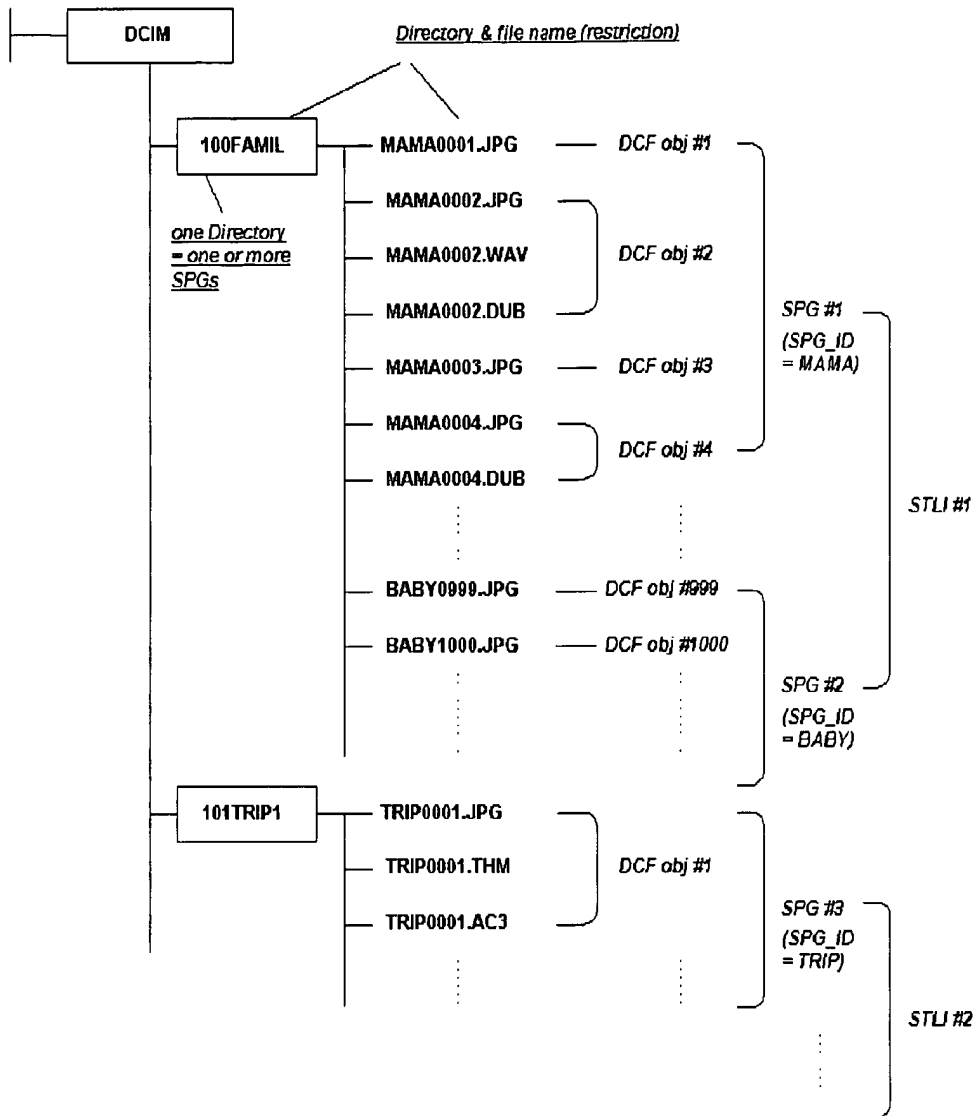 DCIM
Directory & file name (restriction)
100FAMIL
MAMA0001.JPG
DCF obj #1
MAMA0002.JPG
one Directory
= one or more
SPGs
MAMA0002.WAV
DCF obj #2
MAMA0002.DUB
SPG #1
(SPG_ID
= MAMA)
MAMA0003.JPG
DCF obj #3
MAMA0004.JPG
DCF obj #4
MAMA0004.DUB
STLI #1
BABY0999.JPG
DCF obj #999
BABY1000.JPG
DCF obj #1000
SPG #2
(SPG_ID
= BABY)
101TRIP1
TRIP0001.JPG
TRIP0001.THM
DCF obj #1
TRIP0001.AC3
SPG #3
(SPG_ID
= TRIP)
STLI #2